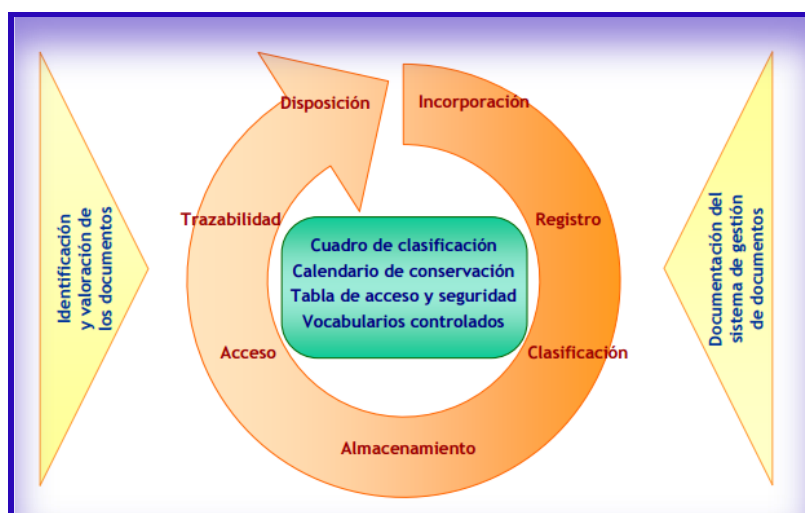 Disposición
Incorporación
Trazabilidad
Registro
Cuadro de clasificación
Calendario de conservación
Tabla de acceso y seguridad
Vocabularios controlados
Acceso
Clasificación
Almacenamiento
Identificación
y valoración de
los documentos
Documentación del
sistema de gestión
de documentos